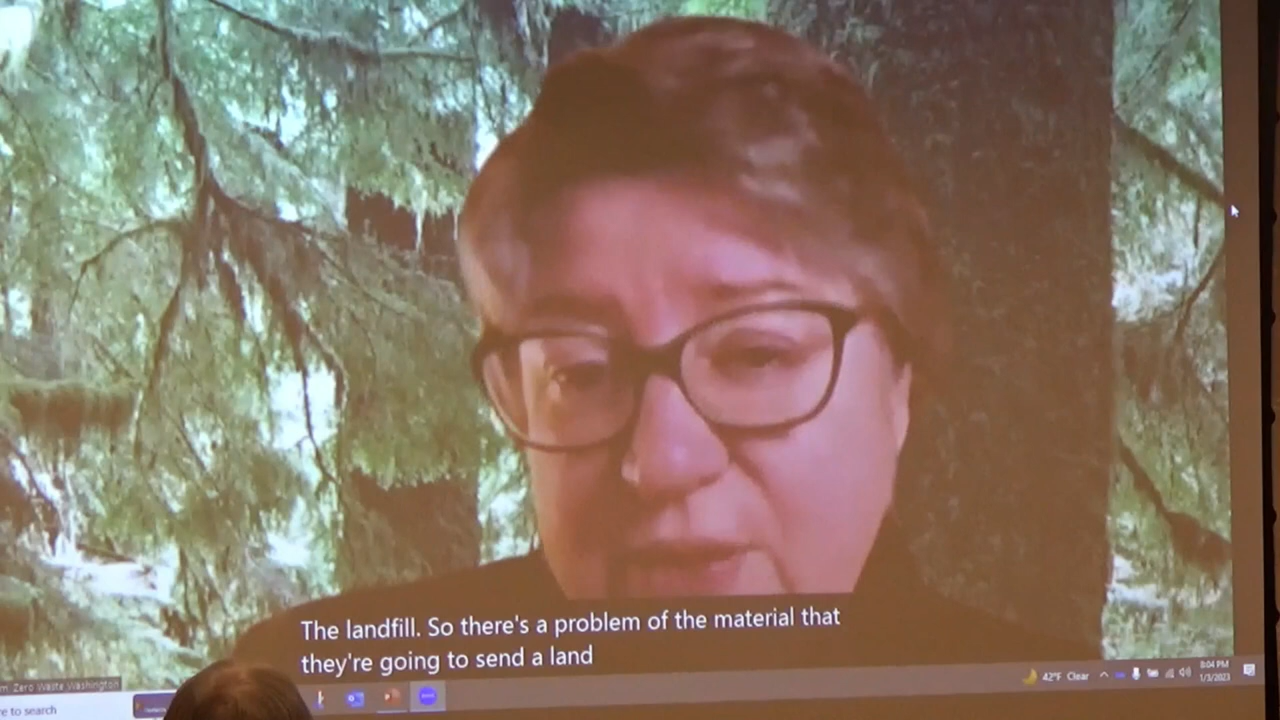 The landfill. So there's a problem of the material that
they're going to send a land
m. Zero Waste Washington
re to search
42°F Clear
8:04 PM
1/3/2023